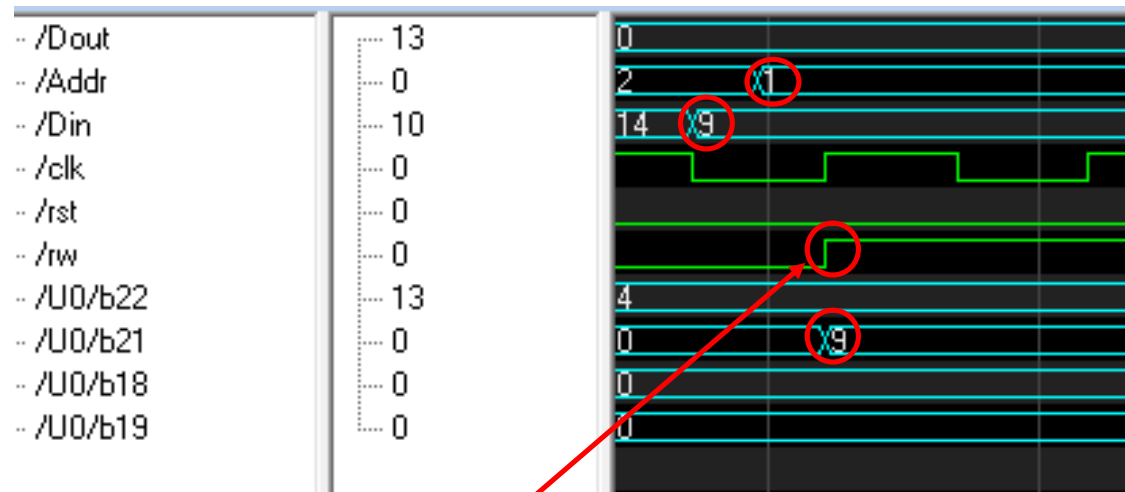 /Dout 13 0
/Addr 0 2 1
/Din 10 14 9
/clk 0
/rst 0
/rw 0
/U0/b22 13 4
/U0/b21 0 0 9
/U0/b18 0 0
/U0/b19 0 0